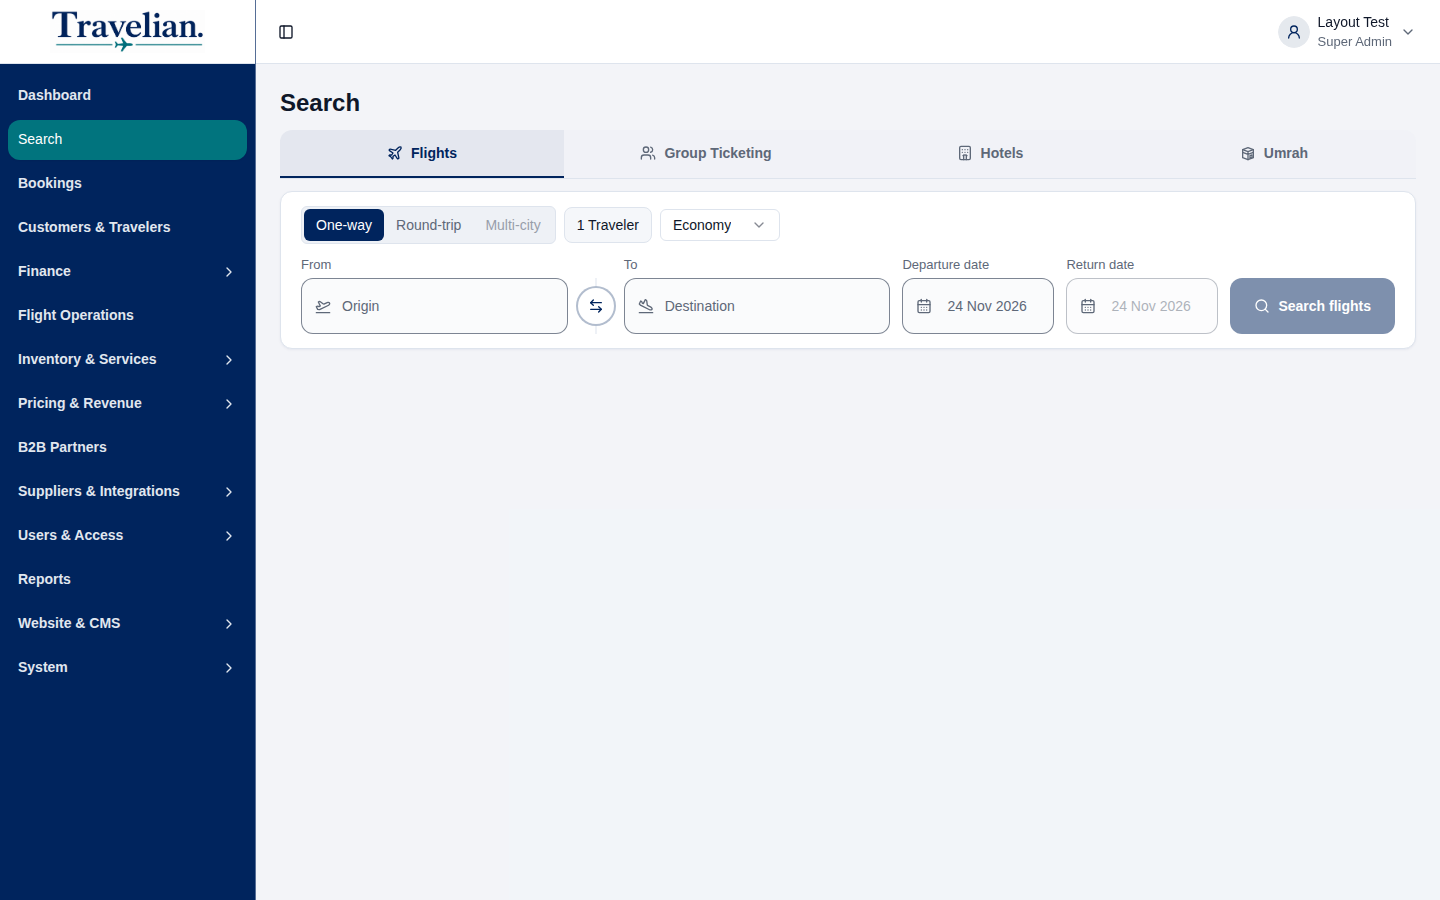 Travelian.
Layout Test
Super Admin
Dashboard
Search
Bookings
Customers & Travelers
Finance
Flight Operations
Inventory & Services
Pricing & Revenue
B2B Partners
Suppliers & Integrations
Users & Access
Reports
Website & CMS
System
Search
Flights
Group Ticketing
Hotels
Umrah
One-way
Round-trip
Multi-city
1 Traveler
Economy
From
To
Departure date
Return date
Origin
Destination
24 Nov 2026
24 Nov 2026
Search flights